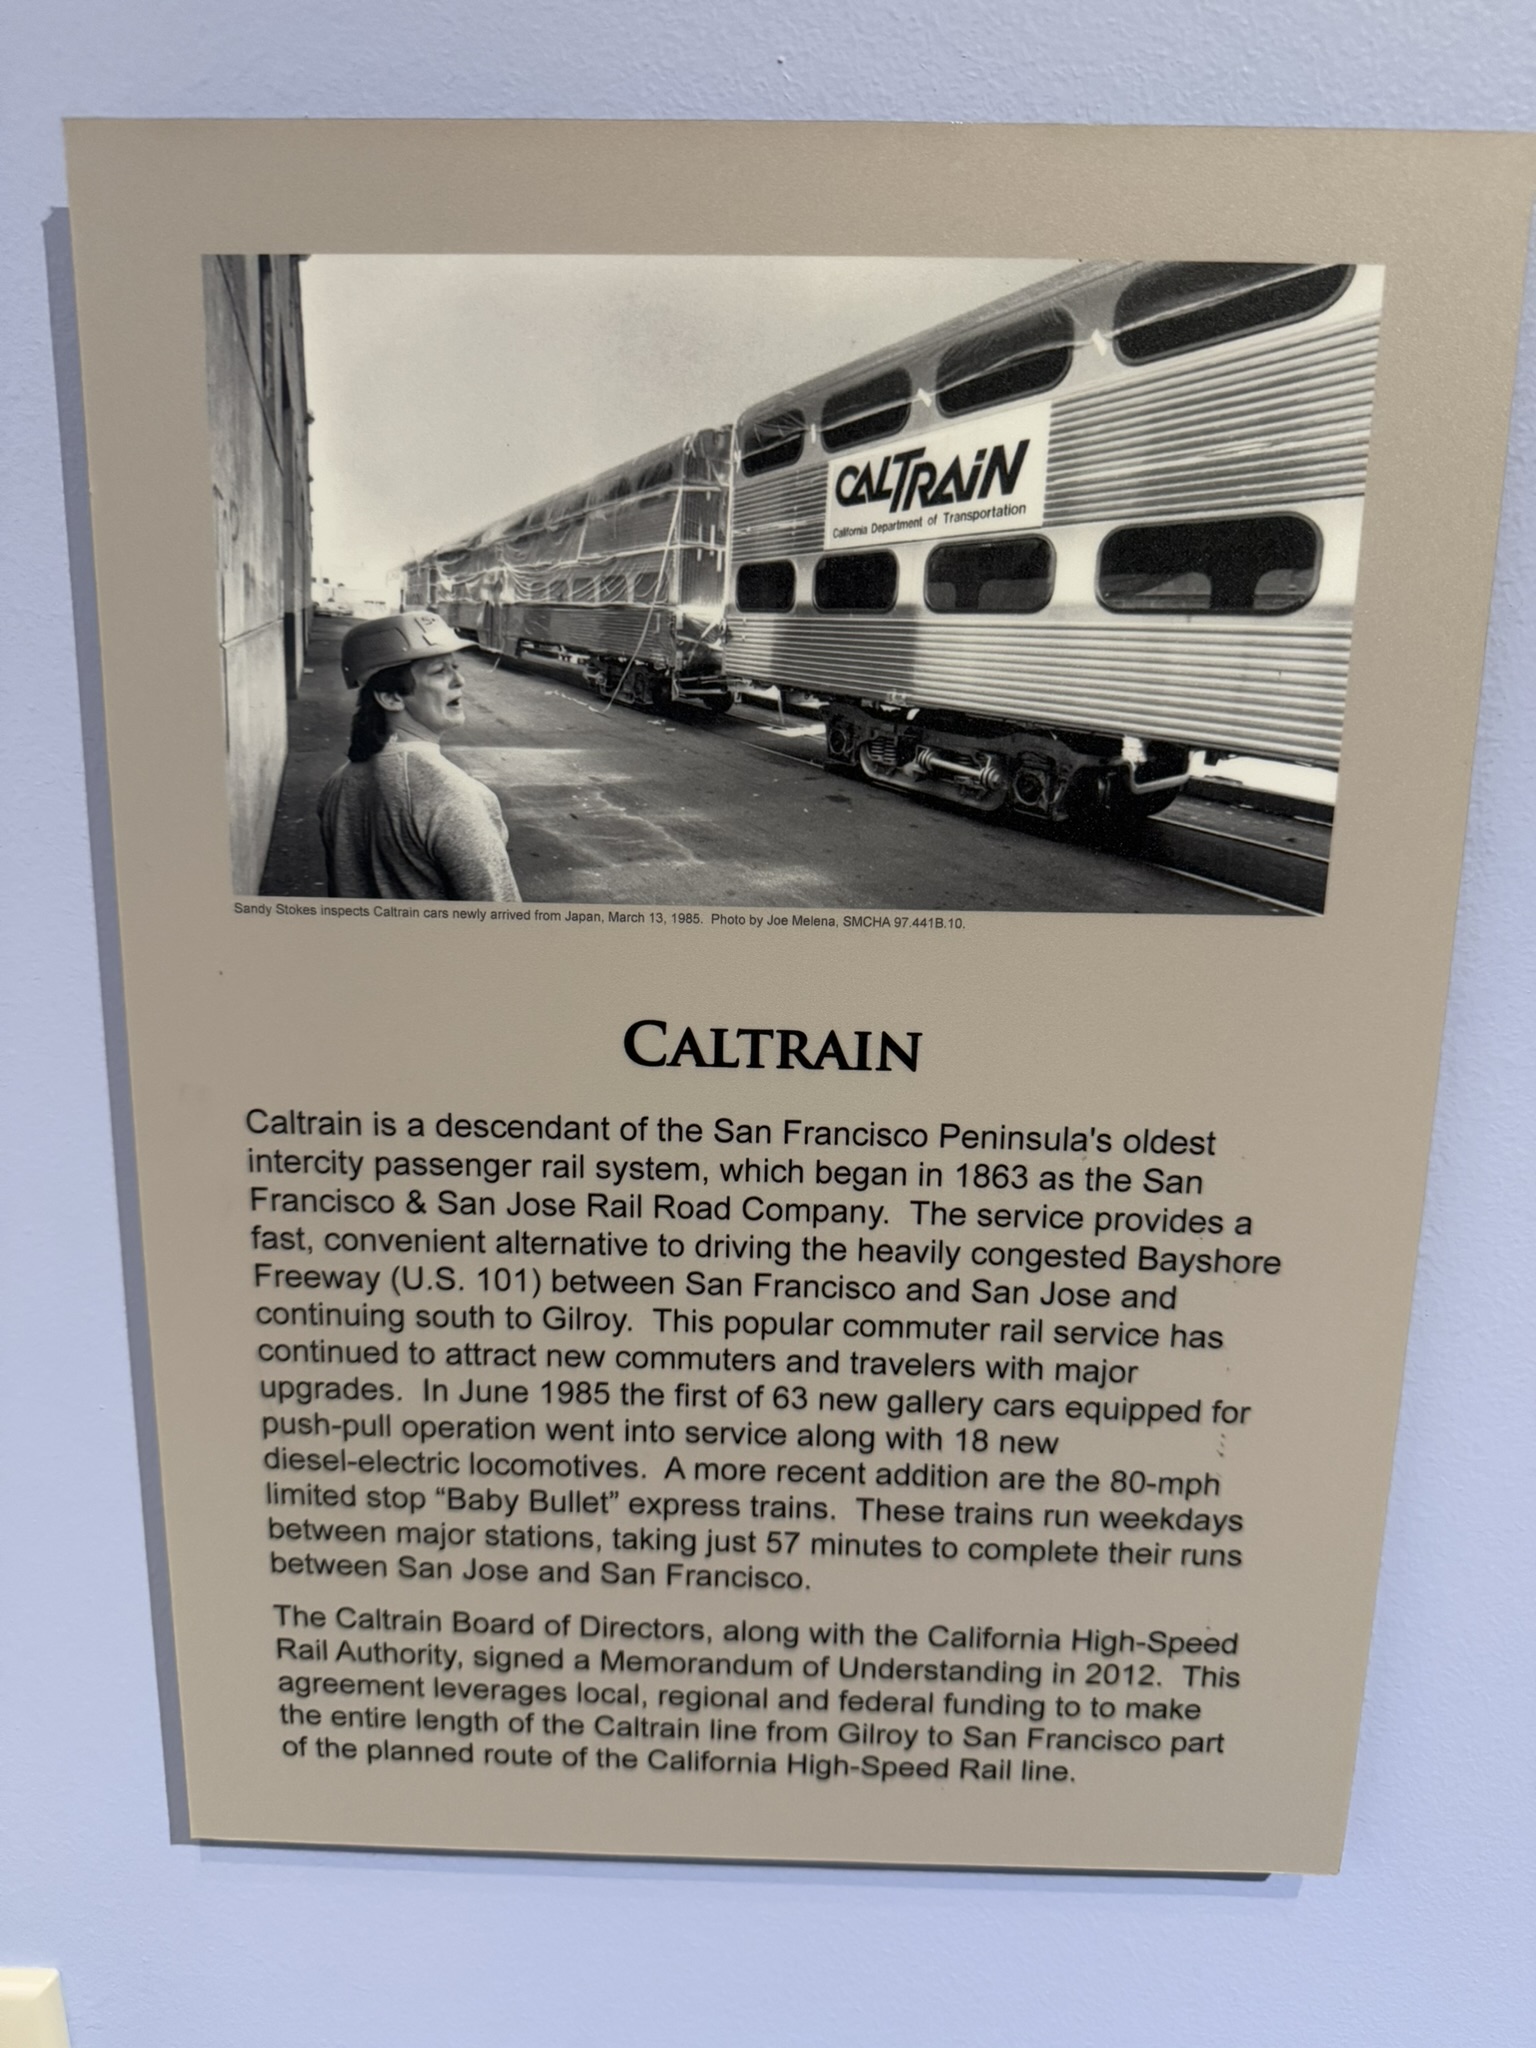 CALTRAIN
California Department of Transportation
Sandy Stokes inspects Caltrain cars newly arrived from Japan, March 13, 1985.  Photo by Joe Melena, SMCHA 97.441B.10.
CALTRAIN
Caltrain is a descendant of the San Francisco Peninsula's oldest
intercity passenger rail system, which began in 1863 as the San
Francisco & San Jose Rail Road Company.  The service provides a
fast, convenient alternative to driving the heavily congested Bayshore
Freeway (U.S. 101) between San Francisco and San Jose and
continuing south to Gilroy.  This popular commuter rail service has
continued to attract new commuters and travelers with major
upgrades.  In June 1985 the first of 63 new gallery cars equipped for
push-pull operation went into service along with 18 new
diesel-electric locomotives.  A more recent addition are the 80-mph
limited stop “Baby Bullet” express trains.  These trains run weekdays
between major stations, taking just 57 minutes to complete their runs
between San Jose and San Francisco.
The Caltrain Board of Directors, along with the California High-Speed
Rail Authority, signed a Memorandum of Understanding in 2012.  This
agreement leverages local, regional and federal funding to to make
the entire length of the Caltrain line from Gilroy to San Francisco part
of the planned route of the California High-Speed Rail line.